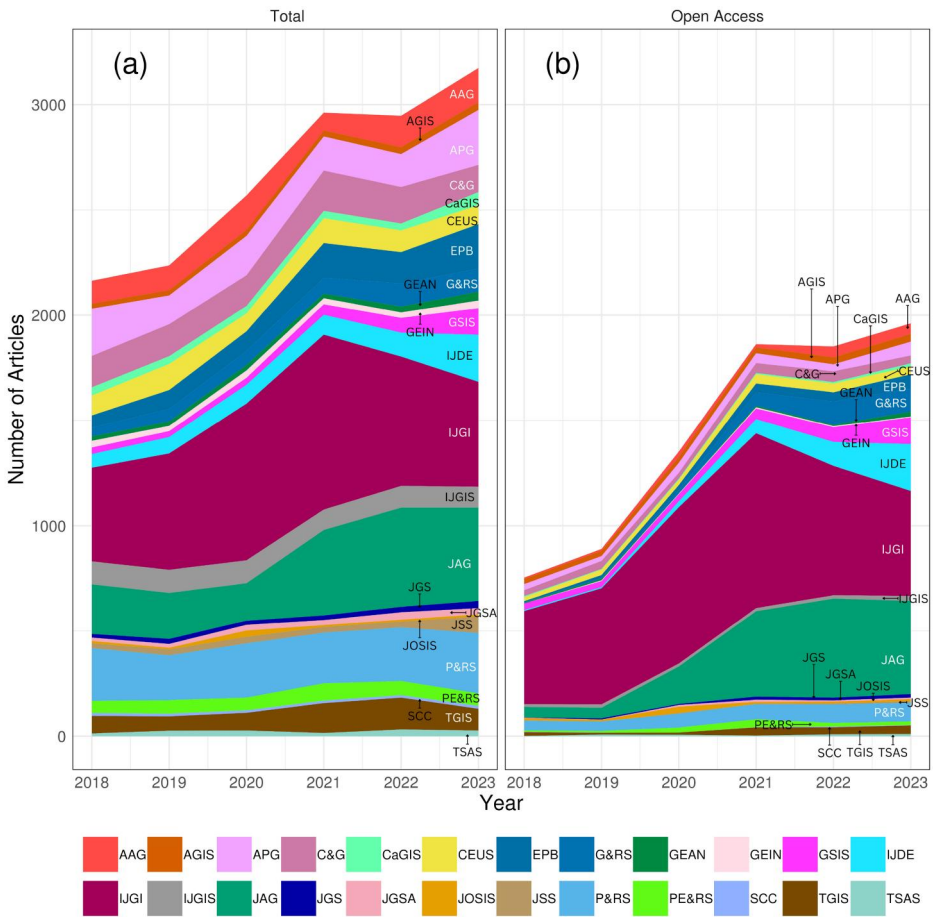 Total
Open Access
(a)
(b)
Number of Articles
3000
2000
1000
0
AAG
AGIS
APG
C&G
CaGIS
CEUS
EPB
GEAN
G&RS
GEIN
GSIS
IJDE
IJGI
IJGIS
JAG
JGS
JGSA
JSS
JOSIS
P&RS
PE&RS
SCC
TGIS
TSAS
AGIS
APG
AAG
CaGIS
C&G
CEUS
GEAN
EPB
G&RS
GEIN
GSIS
IJDE
IJGI
IJGIS
JAG
JGS
JGSA
JOSIS
JSS
P&RS
PE&RS
SCC
TGIS
TSAS
2018 2019 2020 2021 2022 2023
2018 2019 2020 2021 2022 2023
Year
AAG AGIS APG C&G CaGIS CEUS EPB G&RS GEAN GEIN GSIS IJDE
IJGI IJGIS JAG JGS JGSA JOSIS JSS P&RS PE&RS SCC TGIS TSAS